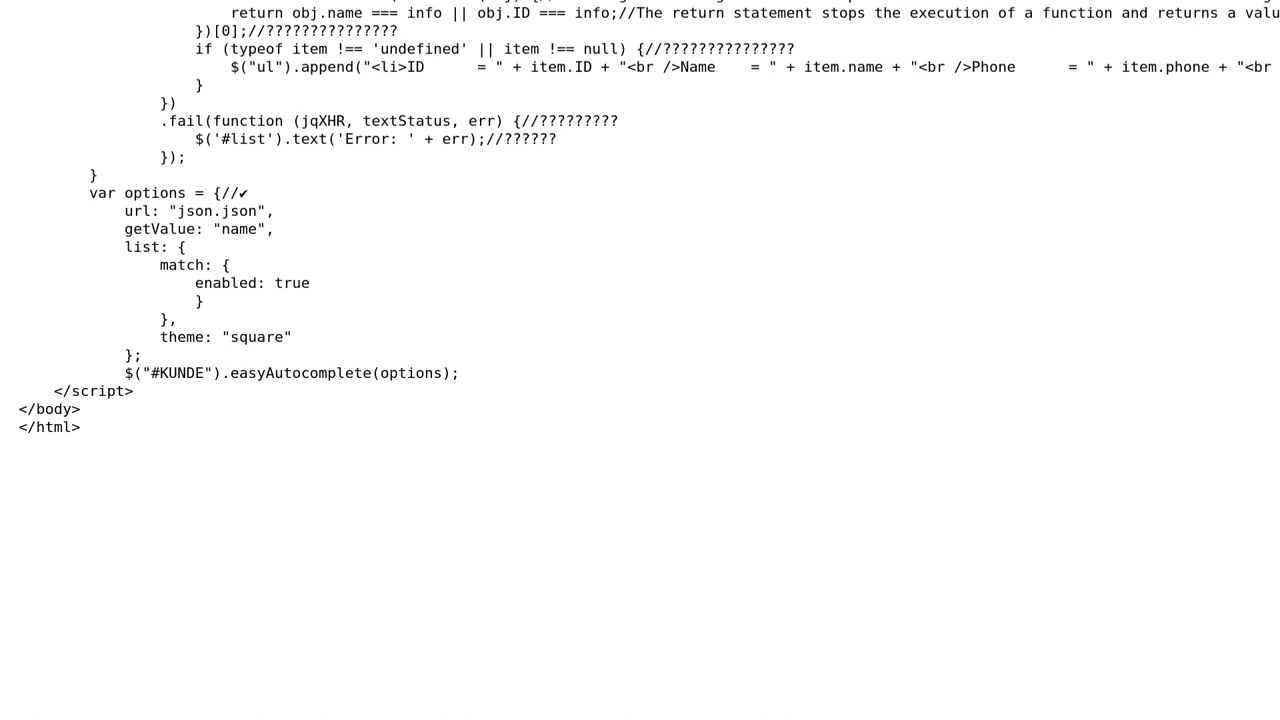 return obj.name === info || obj.ID === info;//The return statement stops the execution of a function and returns a valu
})[0];//???????????????
if (typeof item !== 'undefined' || item !== null) {//???????????????
$("ul").append("<li>ID      = " + item.ID + "<br />Name    = " + item.name + "<br />Phone      = " + item.phone + "<br
}
})
.fail(function (jqXHR, textStatus, err) {//?????????
$('#list').text('Error: ' + err);//??????
});
}
var options = {//✔
url: "json.json",
getValue: "name",
list: {
match: {
enabled: true
}
},
theme: "square"
};
$("#KUNDE").easyAutocomplete(options);
</script>
</body>
</html>